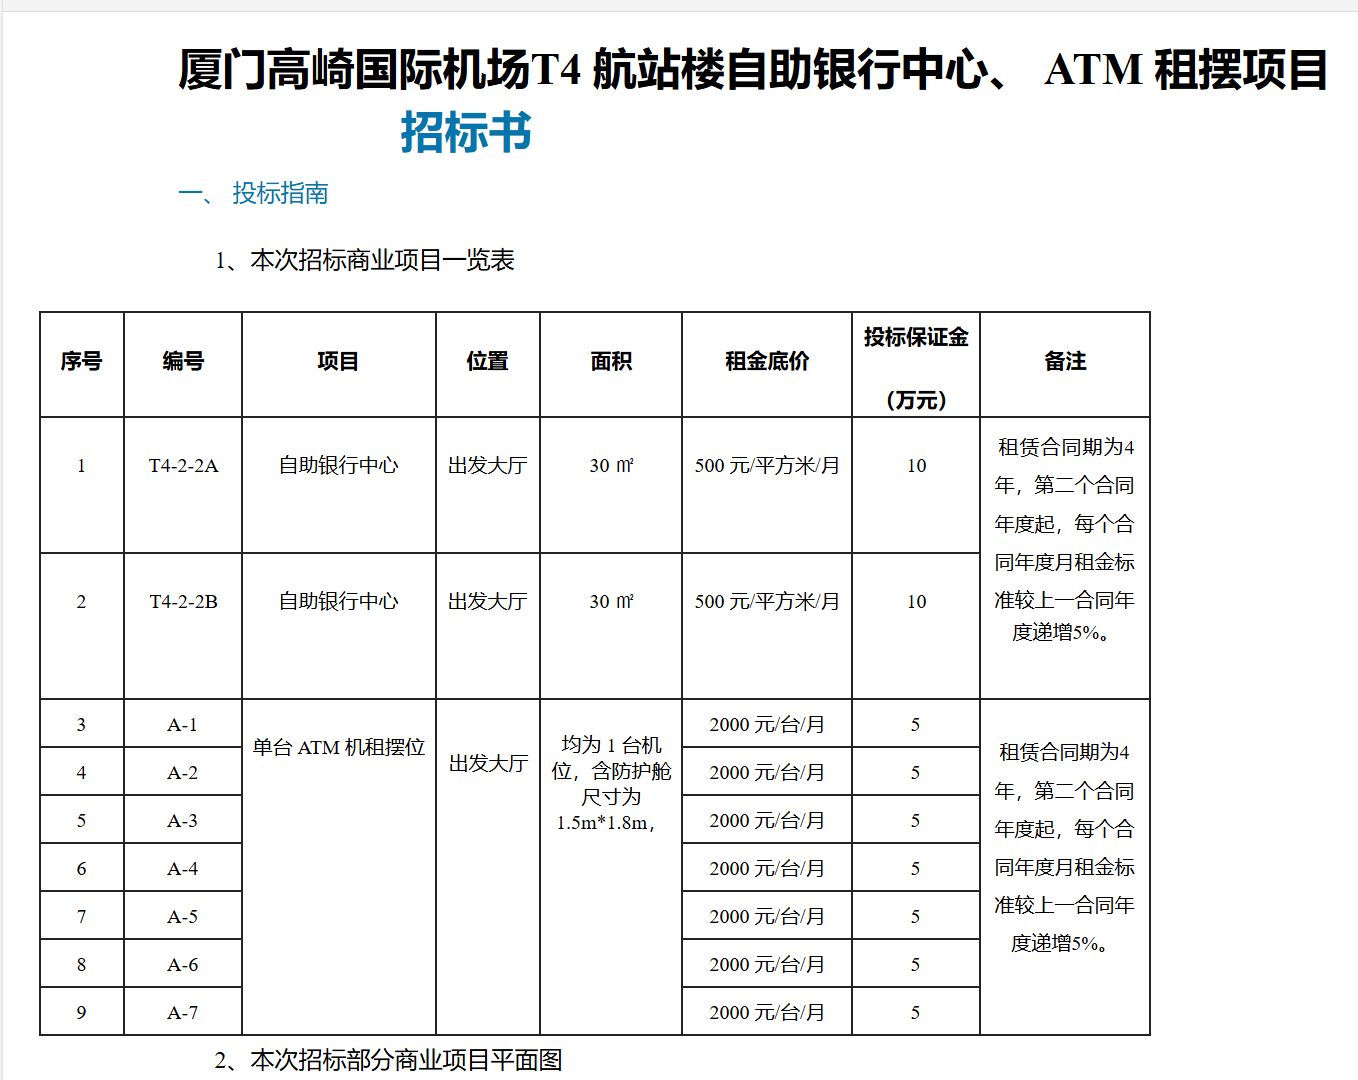 厦门高崎国际机场T4 航站楼自助银行中心、 ATM 租摆项目
招标书
一、 投标指南
1、本次招标商业项目一览表
序号 编号 项目 位置 面积 租金底价 投标保证金 备注
（万元）
1 T4-2-2A 自助银行中心 出发大厅 30 ㎡ 500 元/平方米/月 10
租赁合同期为4
年，第二个合同
年度起，每个合
同年度月租金标
准较上一合同年
度递增5%。
2 T4-2-2B 自助银行中心 出发大厅 30 ㎡ 500 元/平方米/月 10
3 A-1 2000 元/台/月 5
单台 ATM 机租摆位
出发大厅
均为 1 台机
位，含防护舱
尺寸为
1.5m*1.8m，
租赁合同期为4
年，第二个合同
年度起，每个合
同年度月租金标
准较上一合同年
度递增5%。
4 A-2 2000 元/台/月 5
5 A-3 2000 元/台/月 5
6 A-4 2000 元/台/月 5
7 A-5 2000 元/台/月 5
8 A-6 2000 元/台/月 5
9 A-7 2000 元/台/月 5
2、本次招标部分商业项目平面图